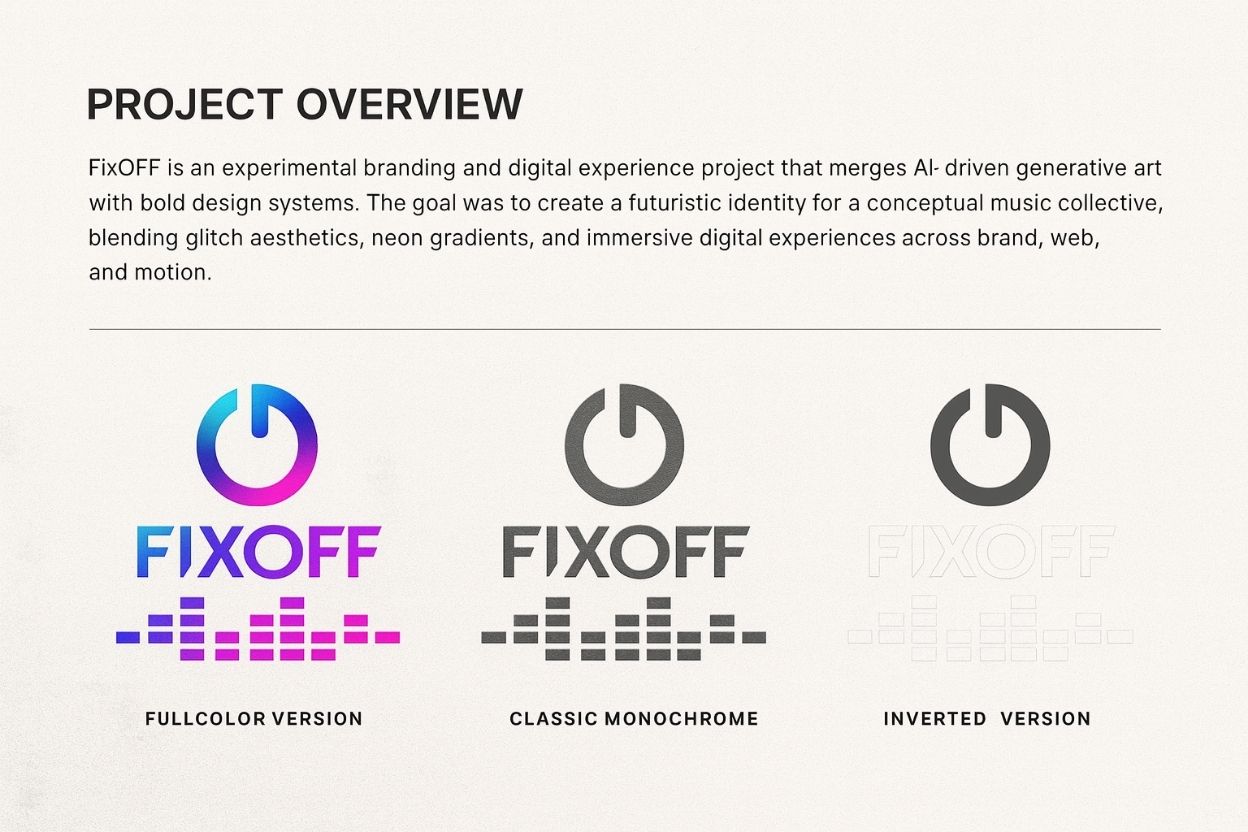 PROJECT OVERVIEW
FixOFF is an experimental branding and digital experience project that merges AI- driven generative art
with bold design systems. The goal was to create a futuristic identity for a conceptual music collective,
blending glitch aesthetics, neon gradients, and immersive digital experiences across brand, web,
and motion.
FIXOFF
FIXOFF
FIXOFF
FULLCOLOR VERSION
CLASSIC MONOCHROME
INVERTED VERSION